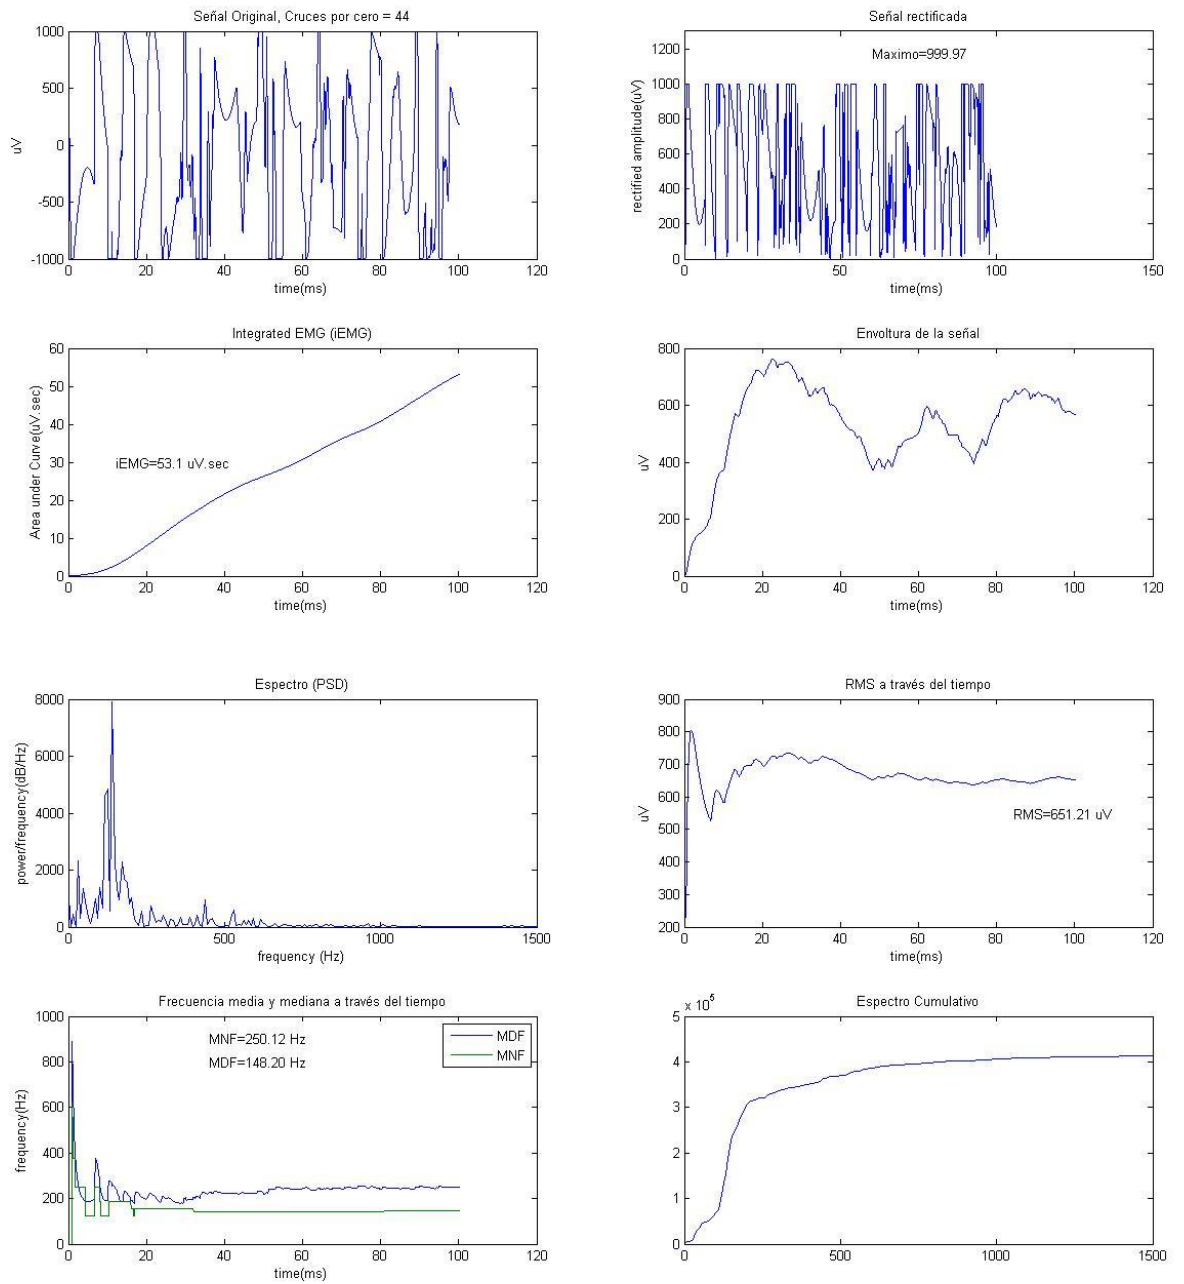 Señal Original, Cruces por cero = 44
1000
500
0
-500
-1000
uV
0 20 40 60 80 100 120
time(ms)
Señal rectificada
Maximo=999.97
1200
1000
800
600
400
200
0
rectified amplitude(uV)
0 50 100 150
time(ms)
Integrated EMG (iEMG)
60
50
40
30
20
10
0
Area under Curve(uV.sec)
iEMG=53.1 uV.sec
0 20 40 60 80 100 120
time(ms)
Envoltura de la señal
800
600
400
200
0
uV
0 20 40 60 80 100 120
time(ms)
Espectro (PSD)
8000
6000
4000
2000
0
power/frequency(dB/Hz)
0 500 1000 1500
frequency (Hz)
RMS a través del tiempo
900
800
700
600
500
400
300
200
uV
RMS=651.21 uV
0 20 40 60 80 100 120
time(ms)
Frecuencia media y mediana a través del tiempo
1000
800
600
400
200
0
frequency(Hz)
MNF=250.12 Hz
MDF=148.20 Hz
MDF
MNF
0 20 40 60 80 100 120
time(ms)
Espectro Cumulativo
x 10^5
5
4
3
2
1
0
0 500 1000 1500